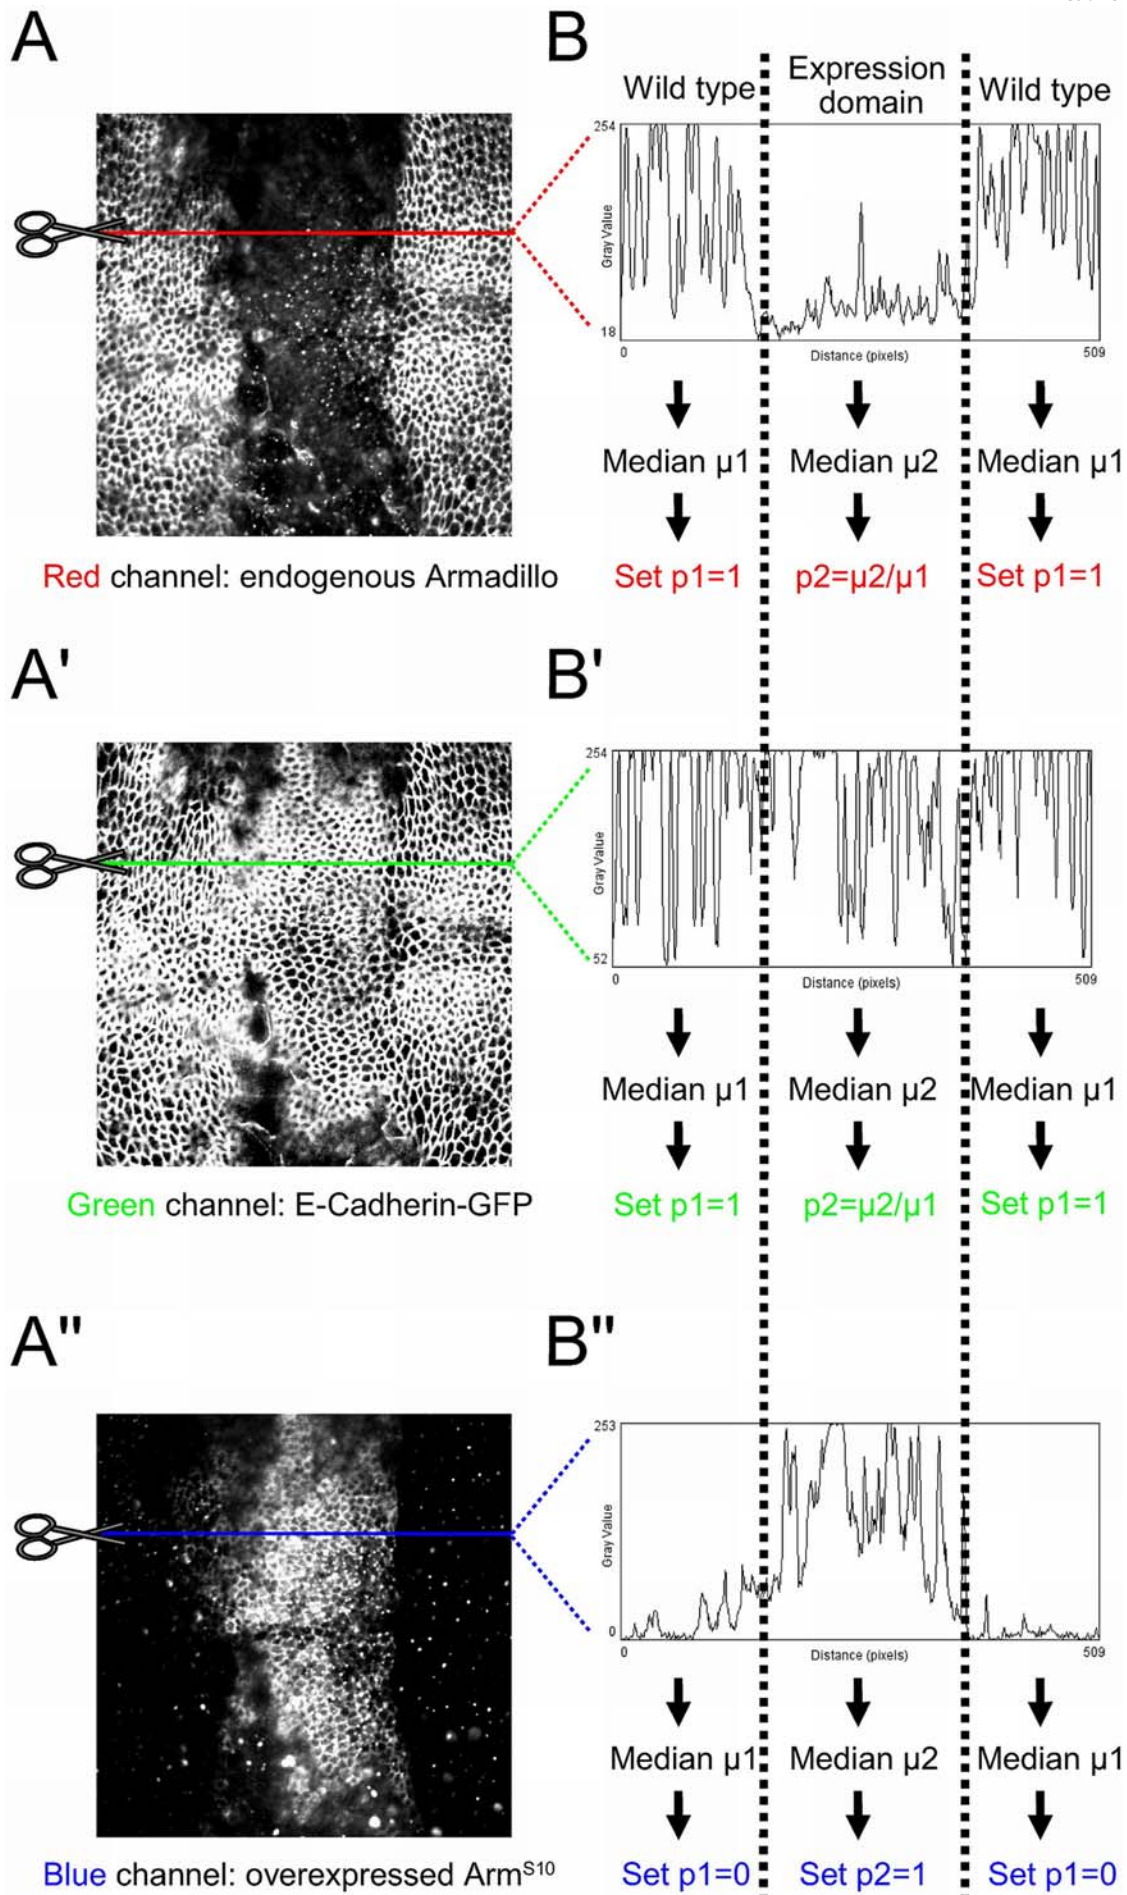 A
B
Wild type
Expression
domain
Wild type
254
Gray Value
18
0
Distance (pixels)
509
Median µ1
Median µ2
Median µ1
Set p1=1
p2=µ2/µ1
Set p1=1
Red channel: endogenous Armadillo
A'
B'
254
Gray Value
52
0
Distance (pixels)
509
Median µ1
Median µ2
Median µ1
Set p1=1
p2=µ2/µ1
Set p1=1
Green channel: E-Cadherin-GFP
A"
B"
253
Gray Value
0
0
Distance (pixels)
509
Median µ1
Median µ2
Median µ1
Set p1=0
Set p2=1
Set p1=0
Blue channel: overexpressed Arm^S10